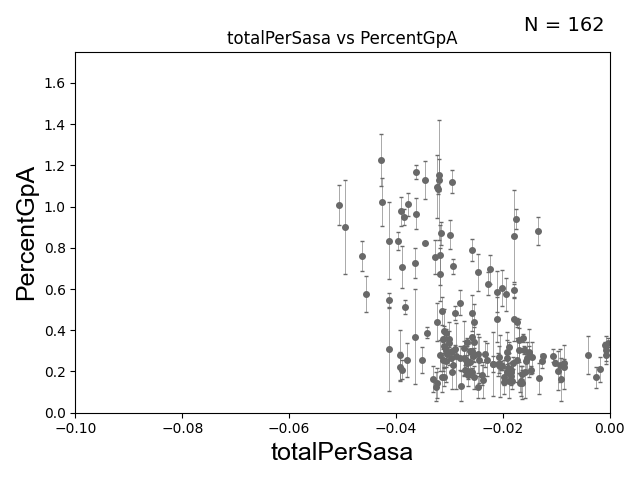 N = 162
totalPerSasa vs PercentGpA
PercentGpA
1.6
1.4
1.2
1.0
0.8
0.6
0.4
0.2
0.0
−0.10 −0.08 −0.06 −0.04 −0.02 0.00
totalPerSasa